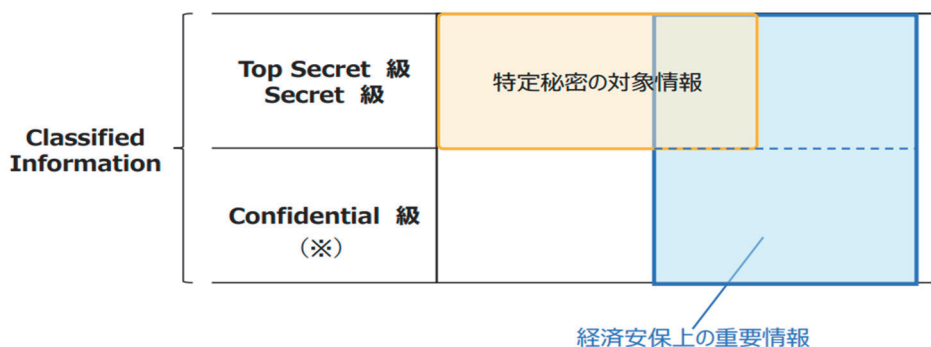 Classified
Information
Top Secret 級
Secret 級
特定秘密の対象情報
Confidential 級
（※）
経済安保上の重要情報